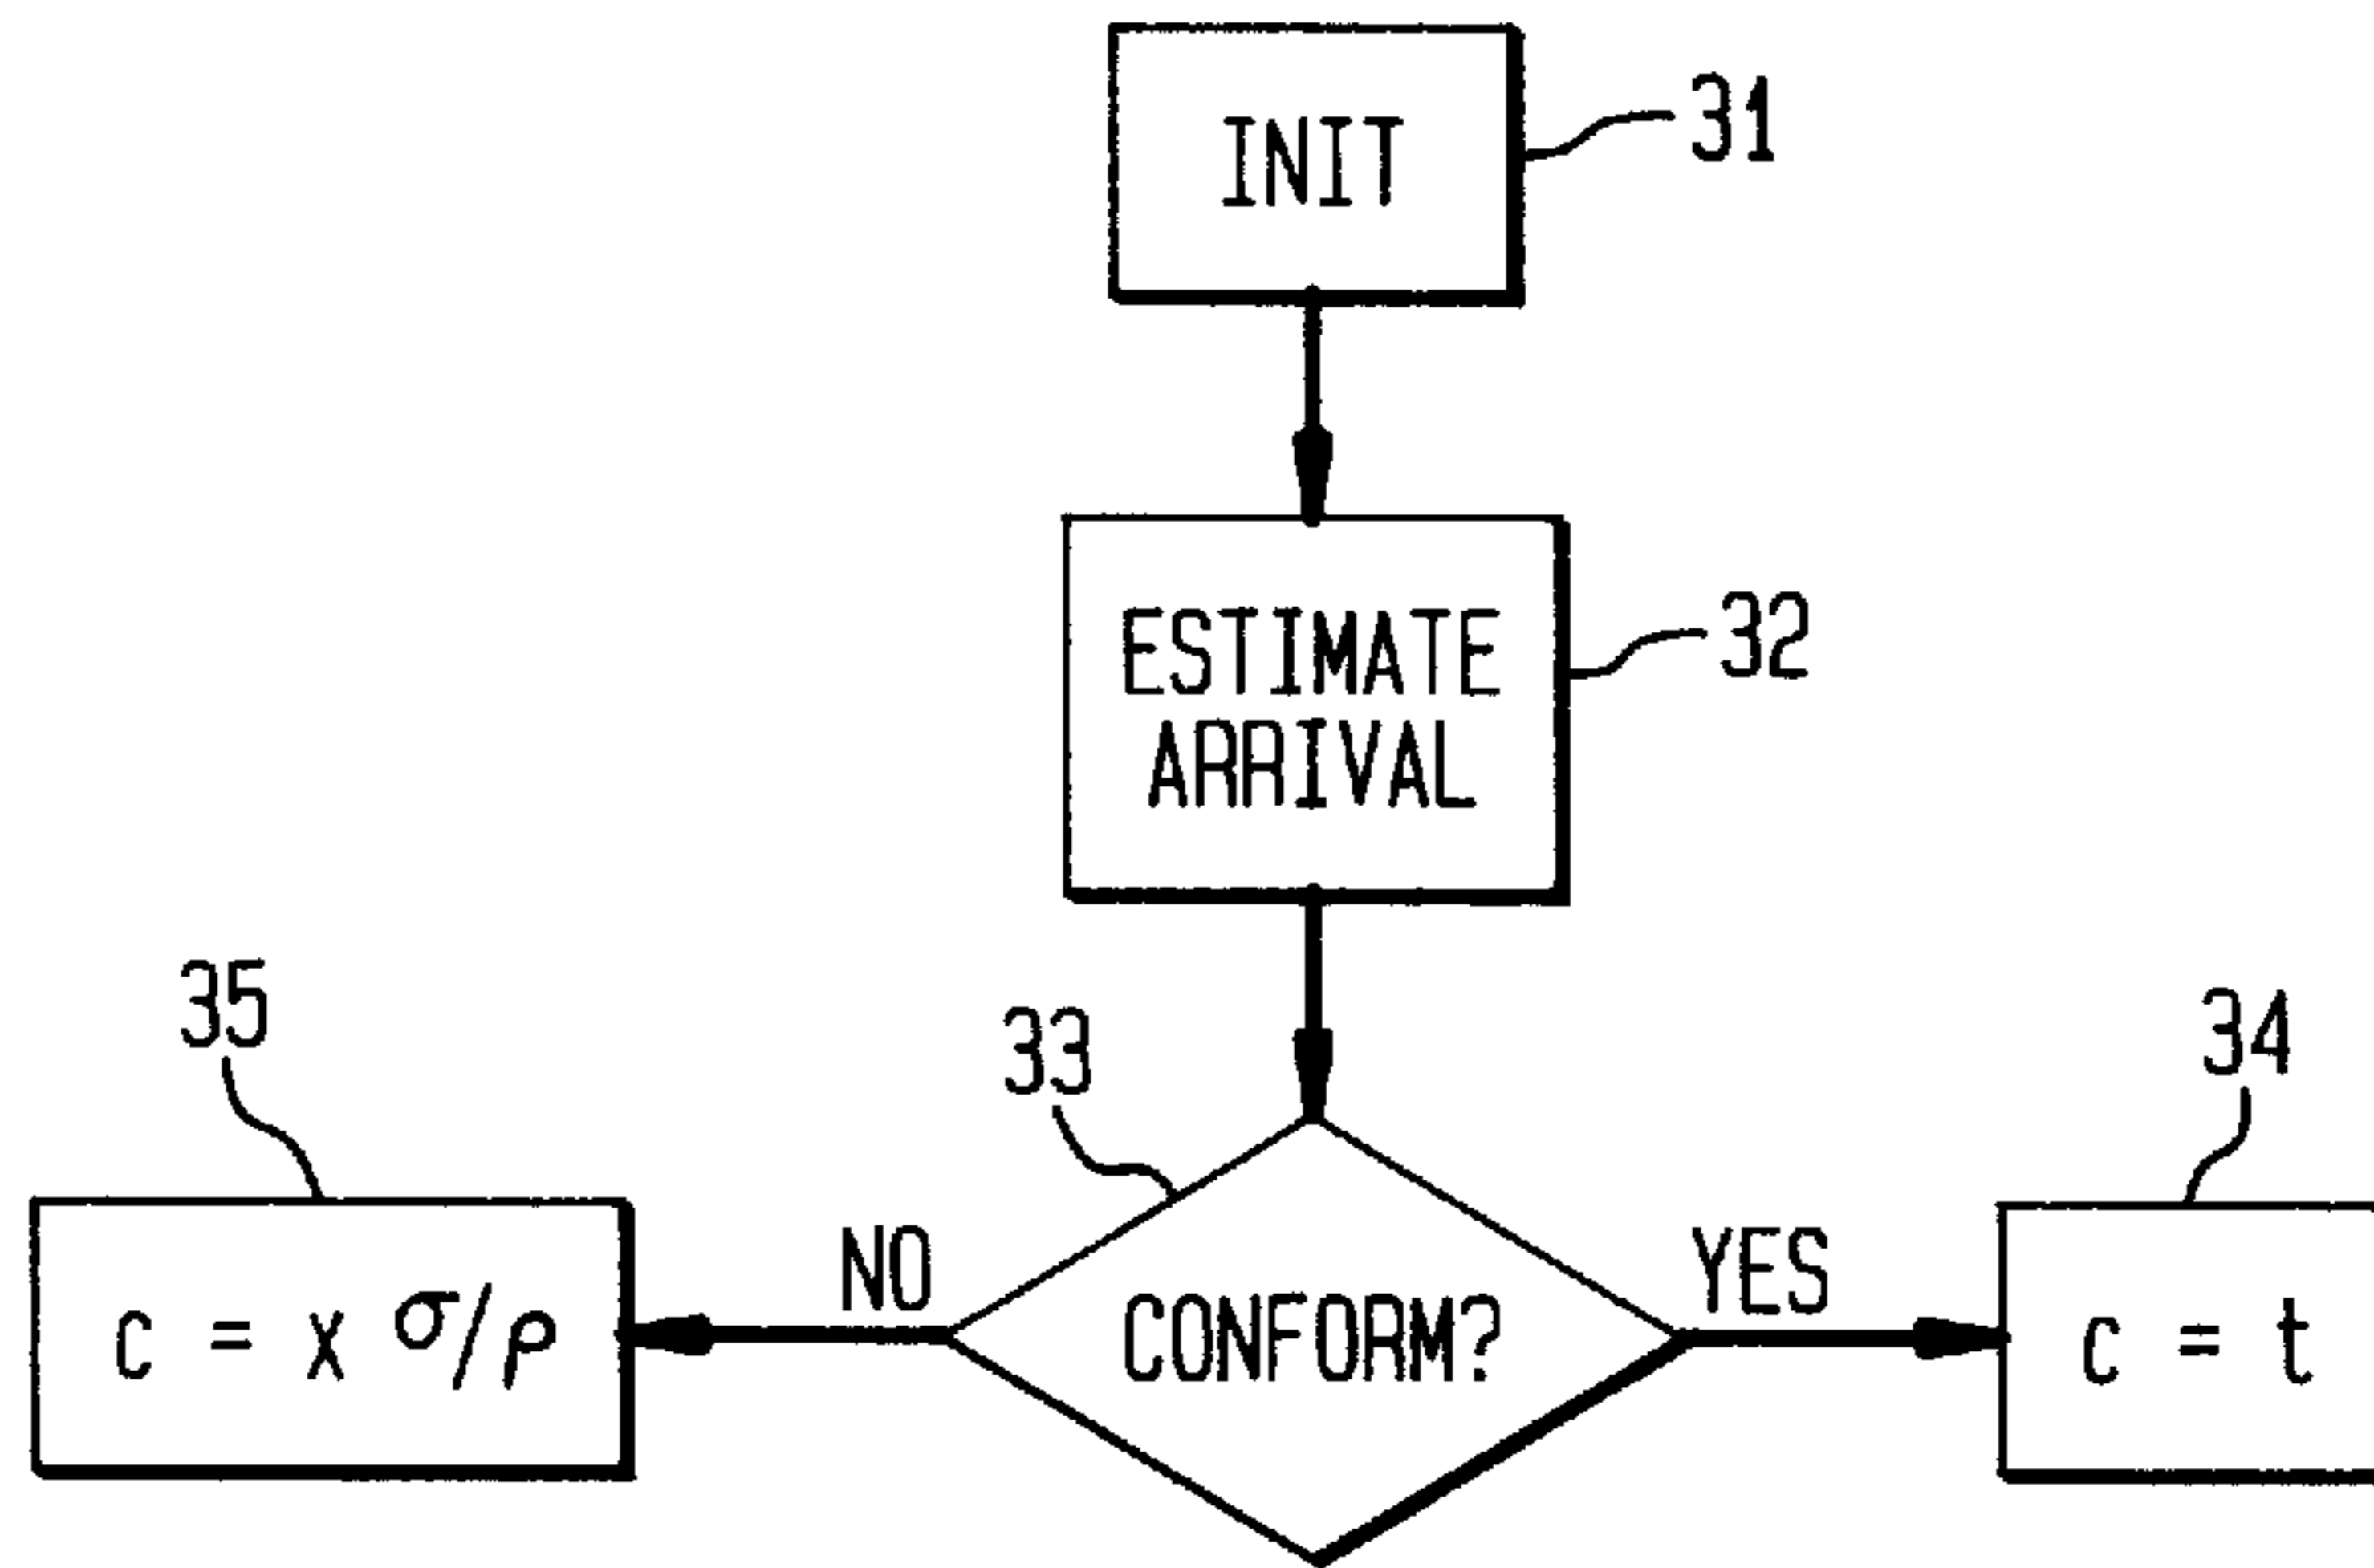 INIT
31
ESTIMATE
ARRIVAL
32
35
33
34
NO
YES
c = x σ/ρ
CONFORM?
c = t